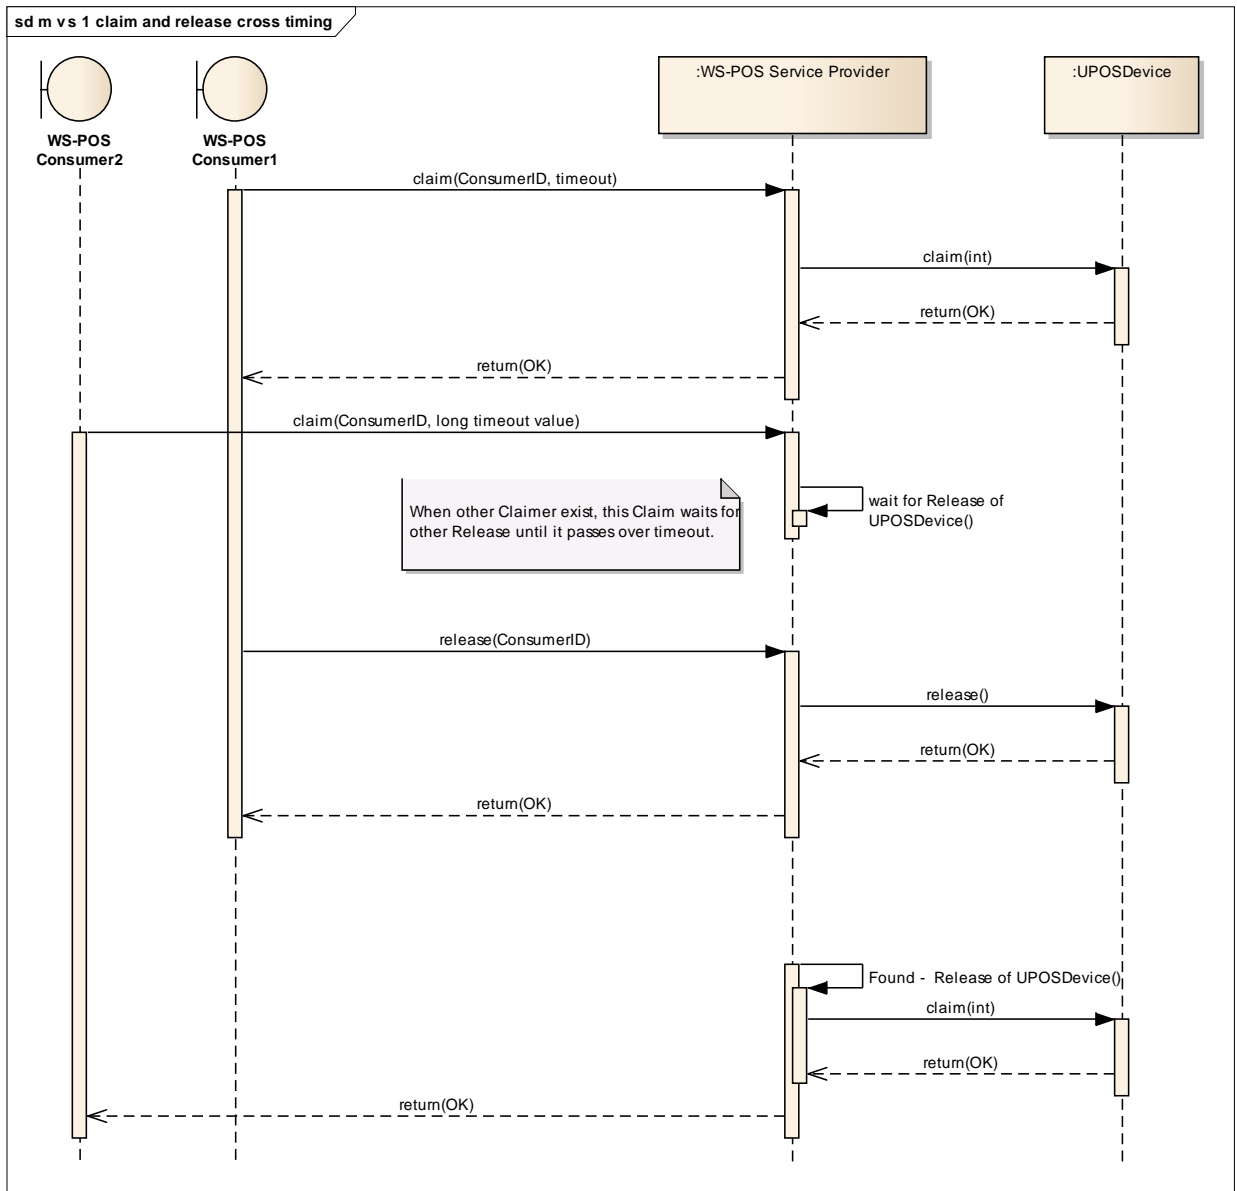 sd m v s 1 claim and release cross timing
:WS-POS Service Provider
:UPOSDevice
WS-POS
Consumer2
WS-POS
Consumer1
claim(ConsumerID, timeout)
claim(int)
return(OK)
return(OK)
claim(ConsumerID, long timeout value)
wait for Release of
UPOSDevice()
When other Claimer exist, this Claim waits for
other Release until it passes over timeout.
release(ConsumerID)
release()
return(OK)
return(OK)
Found -  Release of UPOSDevice()
claim(int)
return(OK)
return(OK)